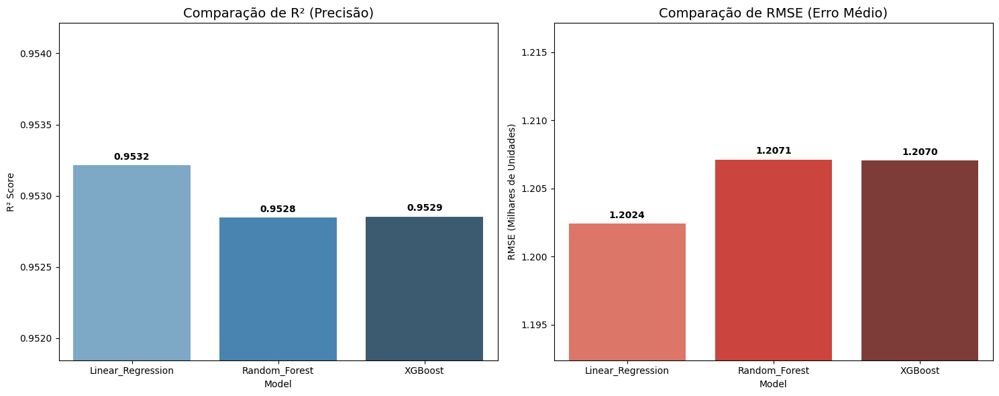 Comparação de R² (Precisão)
R² Score
0.9540
0.9535
0.9530
0.9525
0.9520
0.9532
0.9528
0.9529
Linear_Regression
Random_Forest
XGBoost
Model
Comparação de RMSE (Erro Médio)
RMSE (Milhares de Unidades)
1.215
1.210
1.205
1.200
1.195
1.2024
1.2071
1.2070
Linear_Regression
Random_Forest
XGBoost
Model